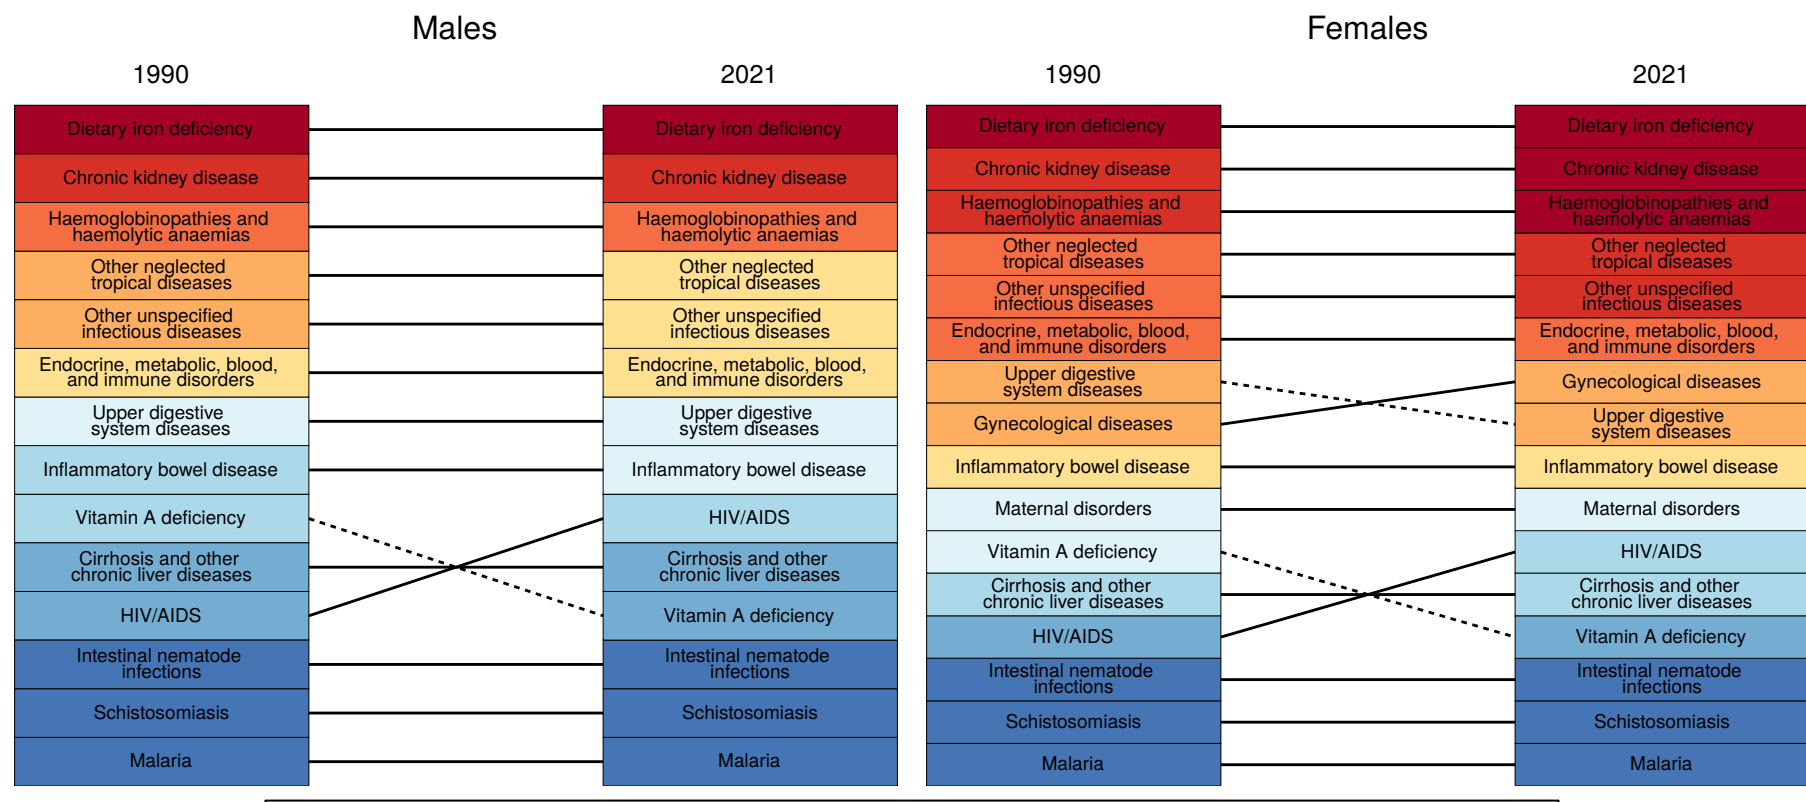 Males
1990
2021
Dietary iron deficiency
Chronic kidney disease
Haemoglobinopathies and
haemolytic anaemias
Other neglected
tropical diseases
Other unspecified
infectious diseases
Endocrine, metabolic, blood,
and immune disorders
Upper digestive
system diseases
Inflammatory bowel disease
Vitamin A deficiency
Cirrhosis and other
chronic liver diseases
HIV/AIDS
Intestinal nematode
infections
Schistosomiasis
Malaria
Dietary iron deficiency
Chronic kidney disease
Haemoglobinopathies and
haemolytic anaemias
Other neglected
tropical diseases
Other unspecified
infectious diseases
Endocrine, metabolic, blood,
and immune disorders
Upper digestive
system diseases
Inflammatory bowel disease
HIV/AIDS
Cirrhosis and other
chronic liver diseases
Vitamin A deficiency
Intestinal nematode
infections
Schistosomiasis
Malaria
Females
1990
2021
Dietary iron deficiency
Chronic kidney disease
Haemoglobinopathies and
haemolytic anaemias
Other neglected
tropical diseases
Other unspecified
infectious diseases
Endocrine, metabolic, blood,
and immune disorders
Upper digestive
system diseases
Gynecological diseases
Inflammatory bowel disease
Maternal disorders
Vitamin A deficiency
Cirrhosis and other
chronic liver diseases
HIV/AIDS
Intestinal nematode
infections
Schistosomiasis
Malaria
Dietary iron deficiency
Chronic kidney disease
Haemoglobinopathies and
haemolytic anaemias
Other neglected
tropical diseases
Other unspecified
infectious diseases
Endocrine, metabolic, blood,
and immune disorders
Gynecological diseases
Upper digestive
system diseases
Inflammatory bowel disease
Maternal disorders
HIV/AIDS
Cirrhosis and other
chronic liver diseases
Vitamin A deficiency
Intestinal nematode
infections
Schistosomiasis
Malaria